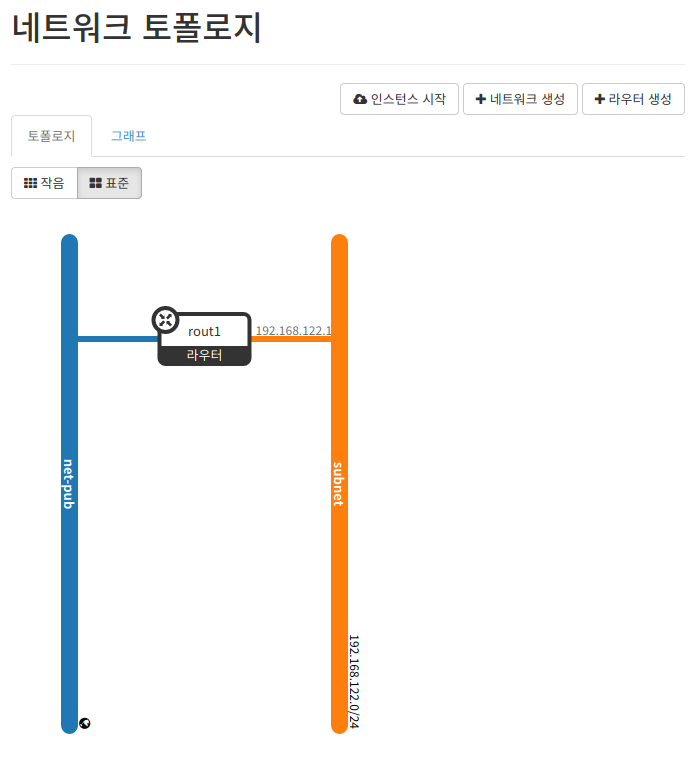 네트워크 토폴로지
인스턴스 시작
네트워크 생성
라우터 생성
토폴로지
그래프
작음
표준
rout1
라우터
192.168.122.1
net-pub
subnet
192.168.122.0/24